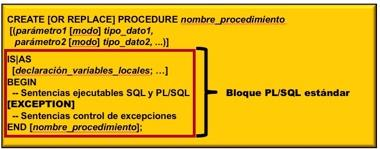 CREATE [OR REPLACE] PROCEDURE nombre_procedimiento
[(parámetro1 [modo] tipo_dato1,
parámetro2 [modo] tipo_dato2, ...)]
IS|AS
[declaración_variables_locales; …]
BEGIN
-- Sentencias ejecutables SQL y PL/SQL
[EXCEPTION]
-- Sentencias control de excepciones
END [nombre_procedimiento];
Bloque PL/SQL estándar